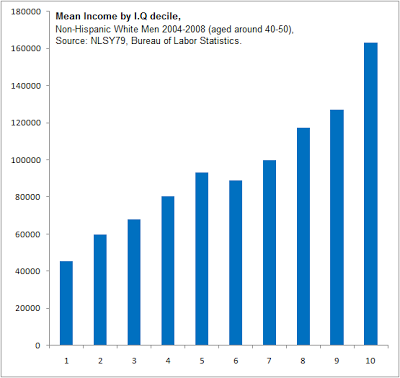 Mean Income by I.Q decile,
Non-Hispanic White Men 2004-2008 (aged around 40-50),
Source: NLSY79, Bureau of Labor Statistics.
180000
160000
140000
120000
100000
80000
60000
40000
20000
0
1 2 3 4 5 6 7 8 9 10